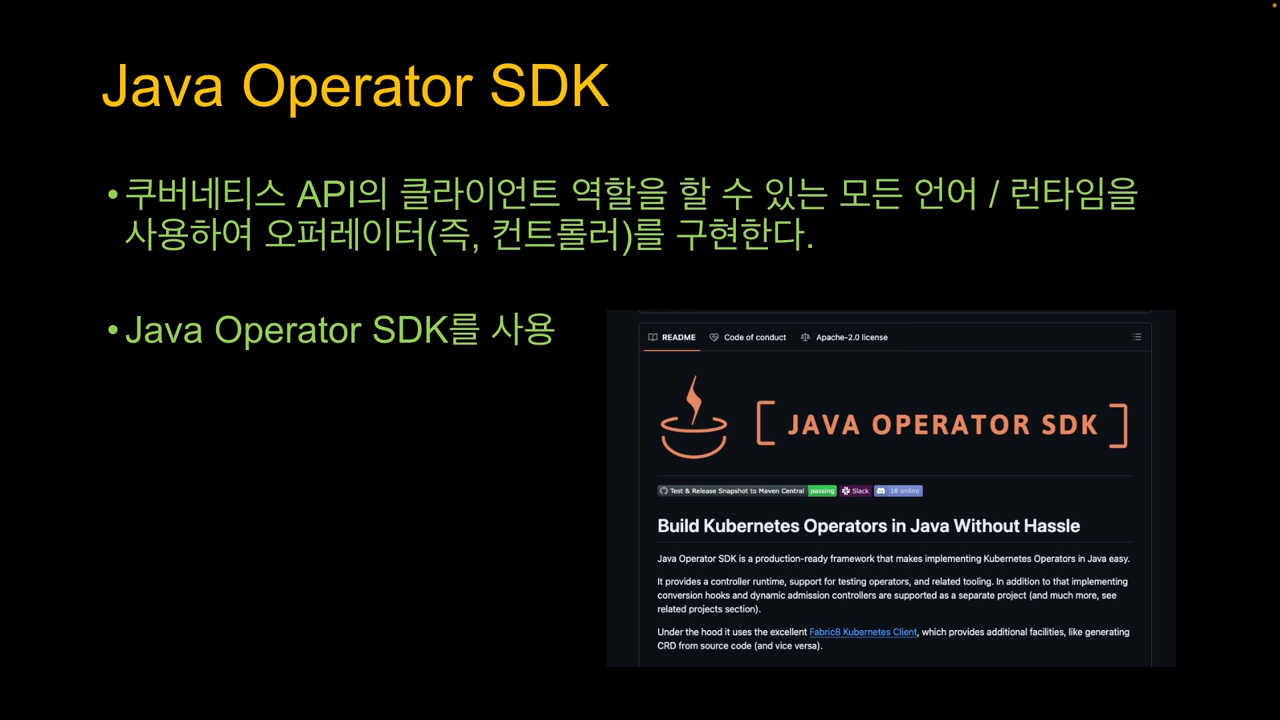 Java Operator SDK
•쿠버네티스 API의 클라이언트 역할을 할 수 있는 모든 언어 / 런타임을
사용하여 오퍼레이터(즉, 컨트롤러)를 구현한다.
•Java Operator SDK를 사용
README Code of conduct Apache-2.0 license
[ JAVA OPERATOR SDK ]
Test & Release Snapshot to Maven Central passing Slack 18 online
Build Kubernetes Operators in Java Without Hassle
Java Operator SDK is a production-ready framework that makes implementing Kubernetes Operators in Java easy.
It provides a controller runtime, support for testing operators, and related tooling. In addition to that implementing
conversion hooks and dynamic admission controllers are supported as a separate project (and much more, see
related projects section).
Under the hood it uses the excellent Fabric8 Kubernetes Client, which provides additional facilities, like generating
CRD from source code (and vice versa).